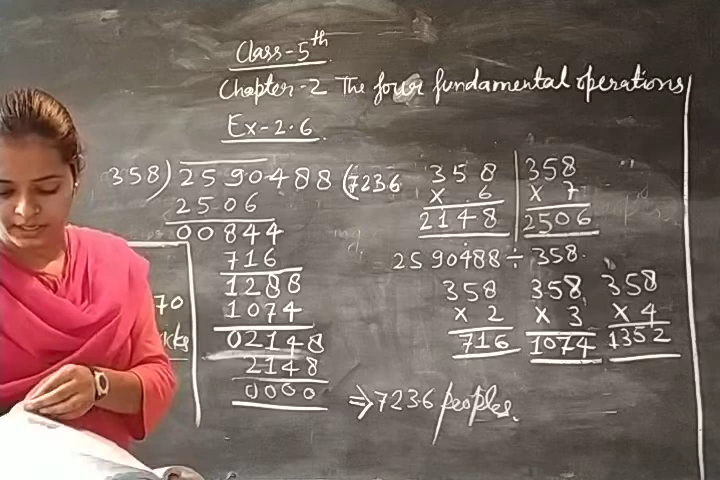 Class-5th
Chapter-2 The four fundamental operations
Ex-2.6
358)2590488(7236
2506
00844
716
1288
1074
02148
2148
0000
358
x 6
2148
358
x 7
2506
2590488 ÷ 358.
358
x 2
716
358
x 3
1074
358
x 4
1352
⇒ 7236 peoples.
70